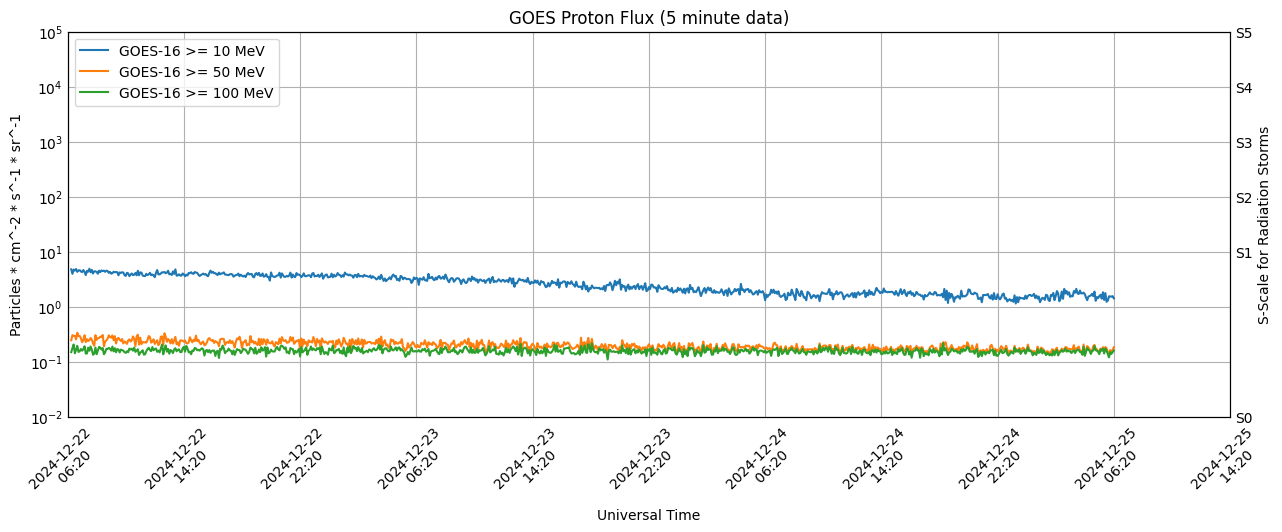 GOES Proton Flux (5 minute data)
GOES-16 >= 10 MeV
GOES-16 >= 50 MeV
GOES-16 >= 100 MeV
Particles * cm^-2 * s^-1 * sr^-1
10^5
10^4
10^3
10^2
10^1
10^0
10^-1
10^-2
S5
S4
S3
S2
S1
S0
S-Scale for Radiation Storms
2024-12-22
06:20
2024-12-22
14:20
2024-12-22
22:20
2024-12-23
06:20
2024-12-23
14:20
2024-12-23
22:20
2024-12-24
06:20
2024-12-24
14:20
2024-12-24
22:20
2024-12-25
06:20
2024-12-25
14:20
Universal Time